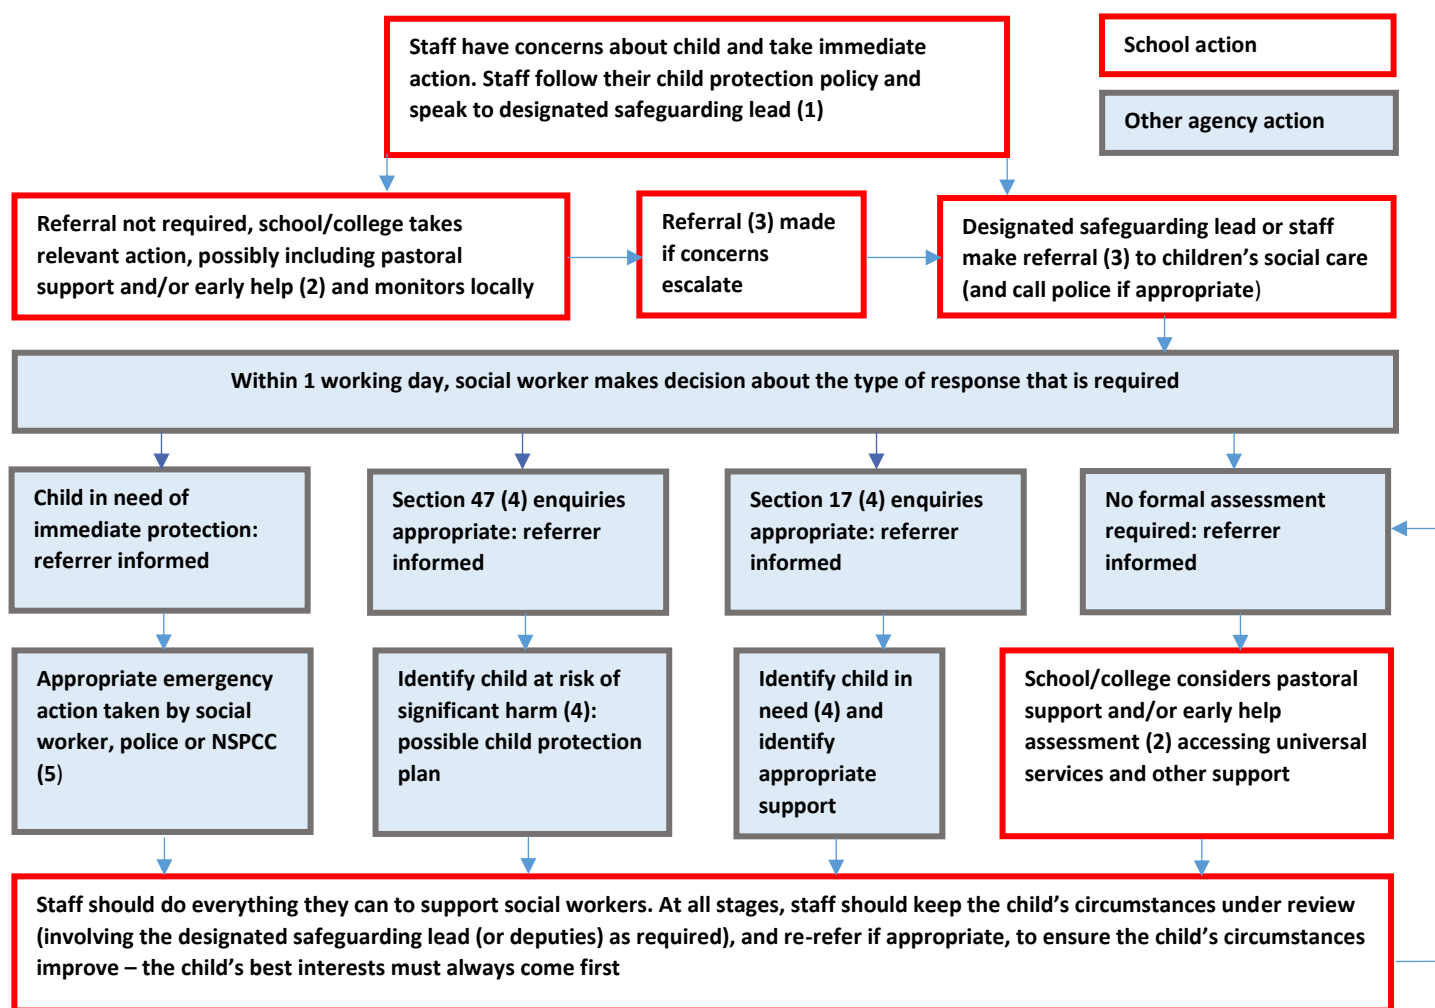 Staff have concerns about child and take immediate
action. Staff follow their child protection policy and
speak to designated safeguarding lead (1)
School action
Other agency action
Referral not required, school/college takes
relevant action, possibly including pastoral
support and/or early help (2) and monitors locally
Referral (3) made
if concerns
escalate
Designated safeguarding lead or staff
make referral (3) to children’s social care
(and call police if appropriate)
Within 1 working day, social worker makes decision about the type of response that is required
Child in need of
immediate protection:
referrer informed
Section 47 (4) enquiries
appropriate: referrer
informed
Section 17 (4) enquiries
appropriate: referrer
informed
No formal assessment
required: referrer
informed
Appropriate emergency
action taken by social
worker, police or NSPCC
(5)
Identify child at risk of
significant harm (4):
possible child protection
plan
Identify child in
need (4) and
identify
appropriate
support
School/college considers pastoral
support and/or early help
assessment (2) accessing universal
services and other support
Staff should do everything they can to support social workers. At all stages, staff should keep the child’s circumstances under review
(involving the designated safeguarding lead (or deputies) as required), and re-refer if appropriate, to ensure the child’s circumstances
improve – the child’s best interests must always come first